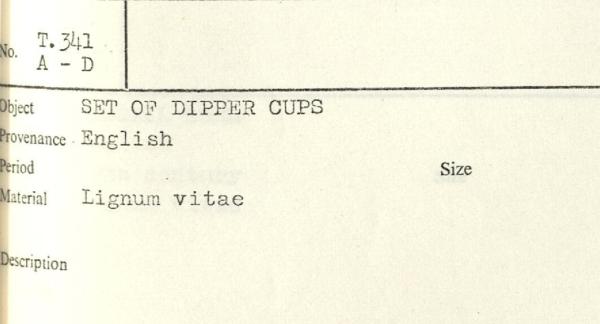 No. T.341
A - D
Object SET OF DIPPER CUPS
Provenance English
Period Size
Material Lignum vitae
Description